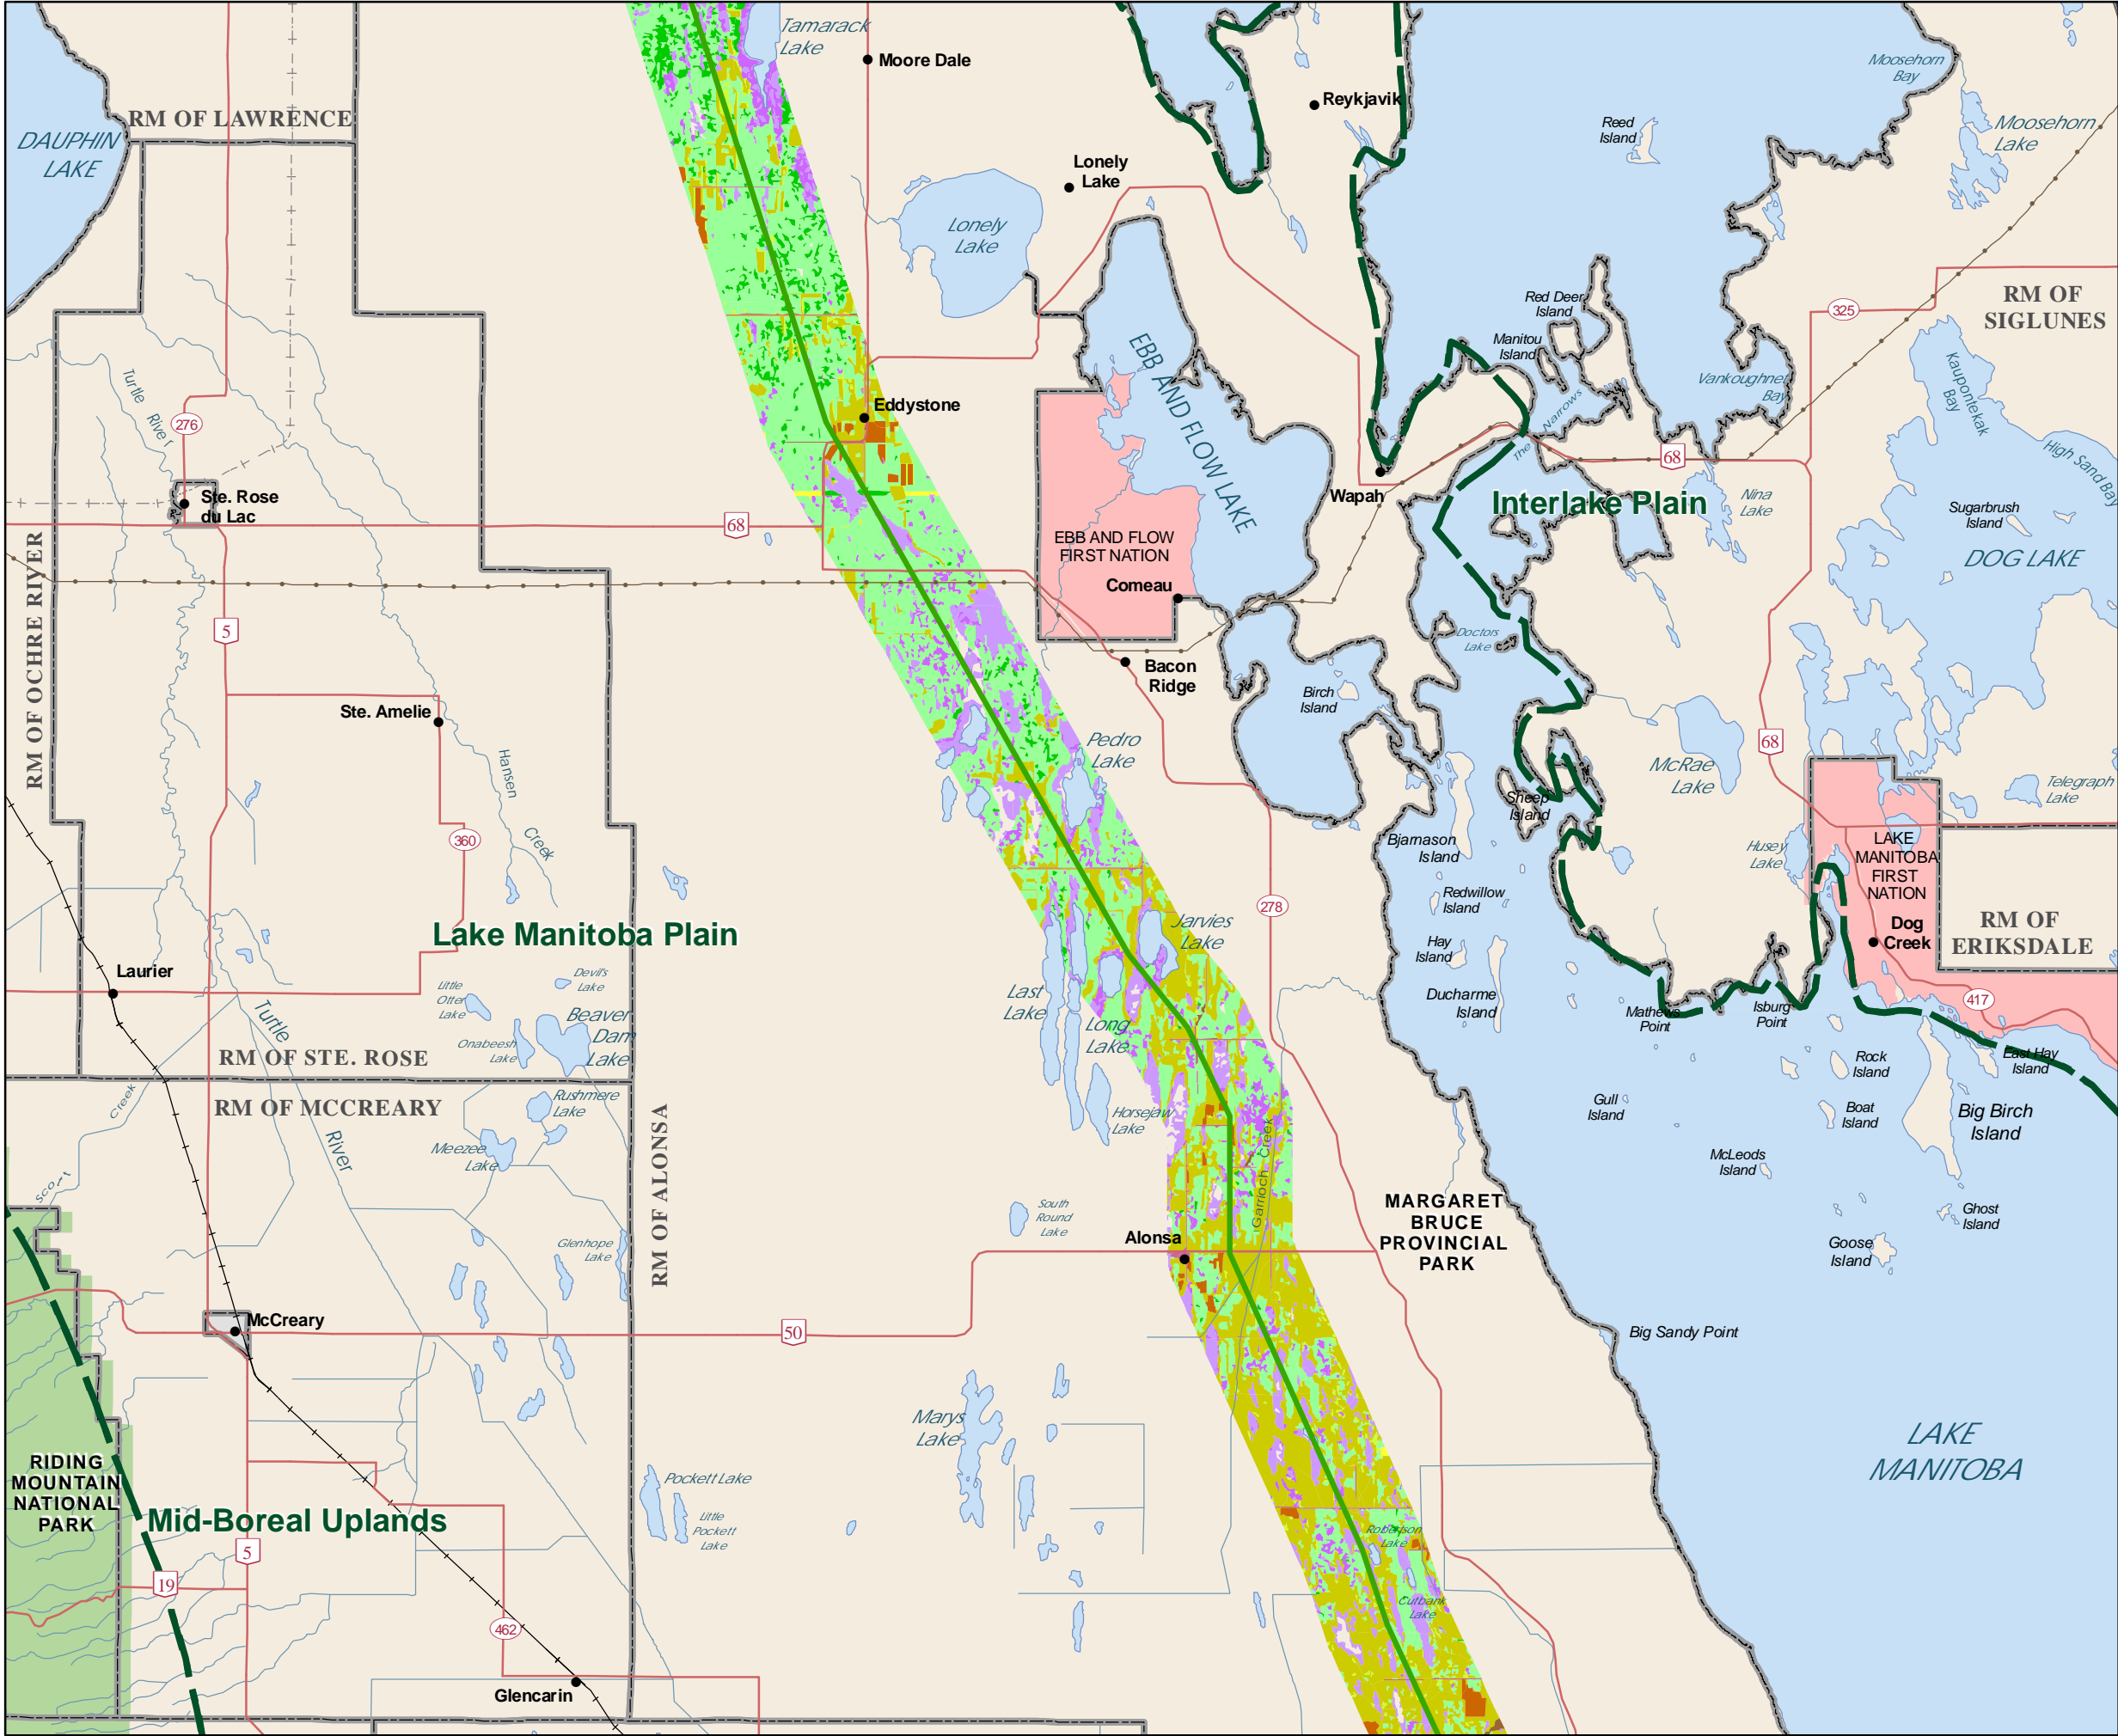 Tamarack
Lake
Moore Dale
Reykjavik
Moosehorn
Bay
Reed
Island
Moosehorn
Lake
RM OF LAWRENCE
DAUPHIN
LAKE
Lonely
Lake
Lonely
Lake
Red Deer
Island
Manitou
Island
325
RM OF
SIGLUNES
EBB AND FLOW LAKE
Vankoughnet
Bay
Kaupontekak
Bay
The Narrows
Turtle River
276
Eddystone
High Sand Bay
68
Ste. Rose
du Lac
Wapah
Interlake Plain
Nina
Lake
Sugarbrush
Island
68
EBB AND FLOW
FIRST NATION
DOG LAKE
Comeau
RM OF OCHRE RIVER
5
Doctors
Lake
Bacon
Ridge
Birch
Island
Ste. Amelie
Hansen
Creek
Pedro
Lake
68
McRae
Lake
Telegraph
Lake
Sheep
Island
360
Bjarnason
Island
Husey
Lake
LAKE
MANITOBA
FIRST
NATION
Redwillow
Island
278
Lake Manitoba Plain
Jarvies
Lake
Hay
Island
Dog
Creek
RM OF
ERIKSDALE
Laurier
Devil's
Lake
Little
Otter
Lake
Last
Lake
Ducharme
Island
417
Mathews
Point
Isburg
Point
Turtle
River
Beaver
Dam
Lake
Onabeesh
Lake
Long
Lake
RM OF STE. ROSE
Rock
Island
East Hay
Island
Creek
RM OF MCCREARY
Rushmere
Lake
Horsejaw
Lake
Gull
Island
Boat
Island
Big Birch
Island
Meezee
Lake
RM OF ALONSA
Garrioch Creek
McLeods
Island
Scott
South
Round
Lake
MARGARET
BRUCE
PROVINCIAL
PARK
Ghost
Island
Glenhope
Lake
Alonsa
Goose
Island
McCreary
50
Big Sandy Point
Marys
Lake
LAKE
MANITOBA
RIDING
MOUNTAIN
NATIONAL
PARK
Pockett Lake
Little
Pockett
Lake
Mid-Boreal Uplands
Robertson
Lake
5
19
Cutbank
Lake
462
Glencarin